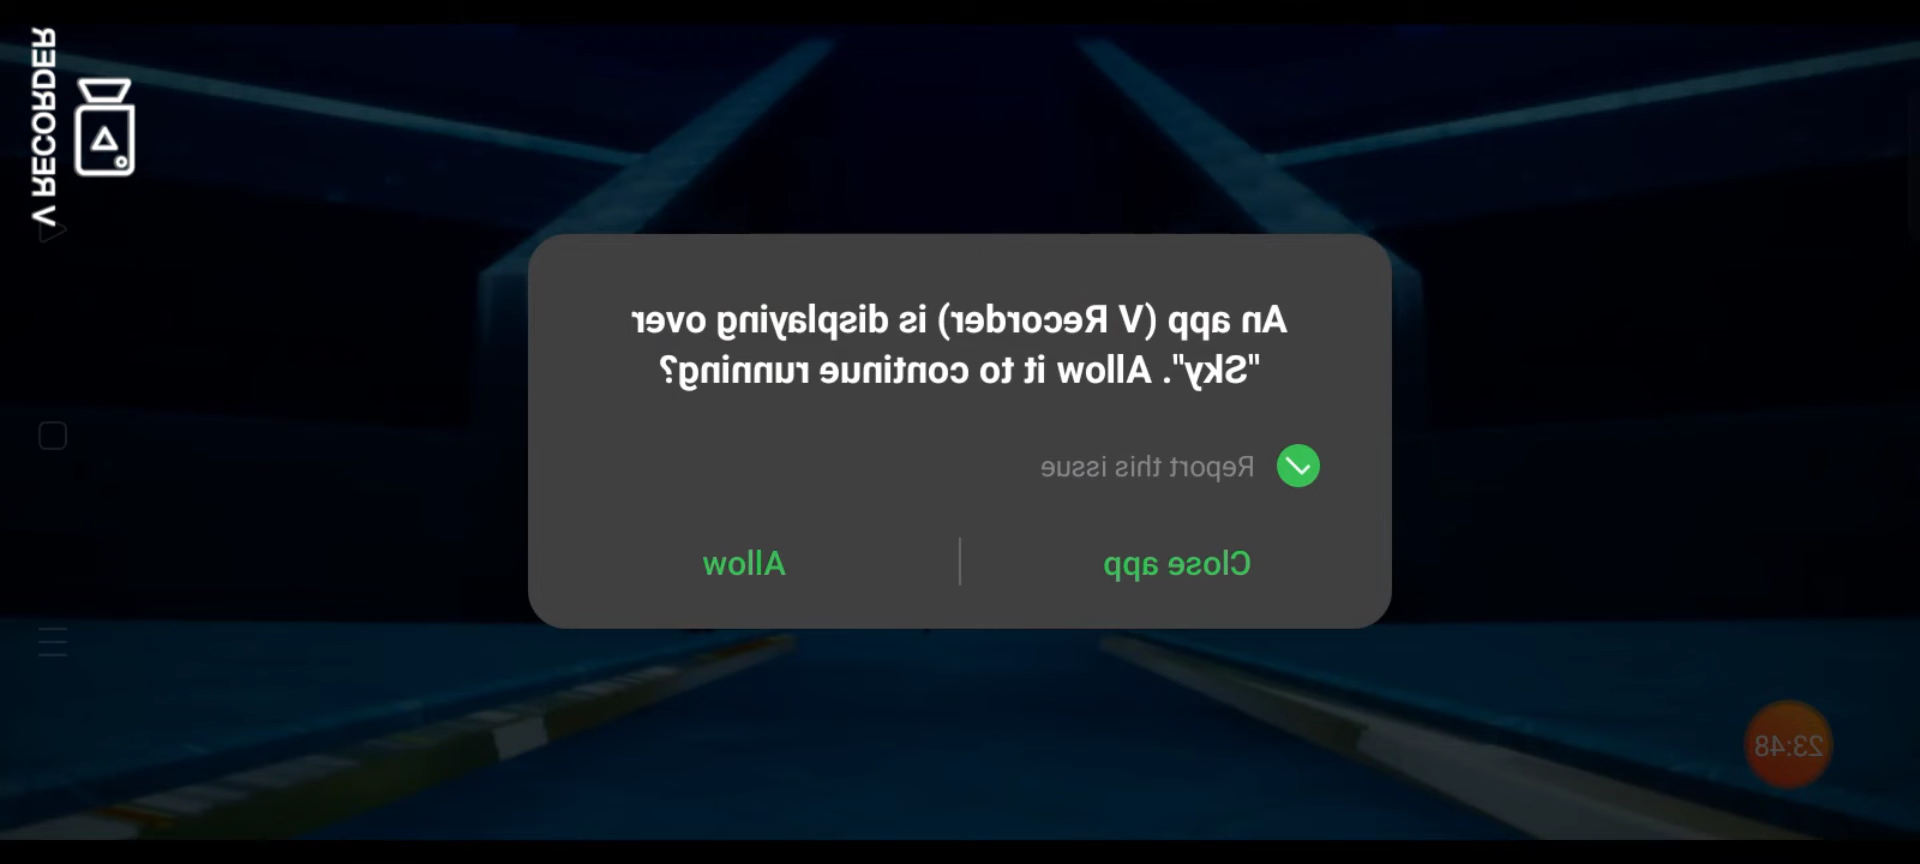 V RECORDER
An app (V Recorder) is displaying over
"Sky". Allow it to continue running?
Report this issue
Close app
Allow
23:48